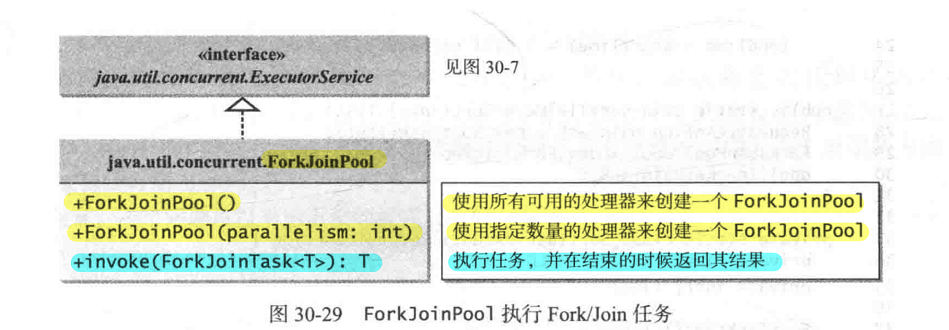 «interface»
java.util.concurrent.ExecutorService
见图 30-7
java.util.concurrent.ForkJoinPool
+ForkJoinPool()
使用所有可用的处理器来创建一个 ForkJoinPool
+ForkJoinPool(parallelism: int)
使用指定数量的处理器来创建一个 ForkJoinPool
+invoke(ForkJoinTask<T>): T
执行任务，并在结束的时候返回其结果
图 30-29 ForkJoinPool 执行 Fork/Join 任务